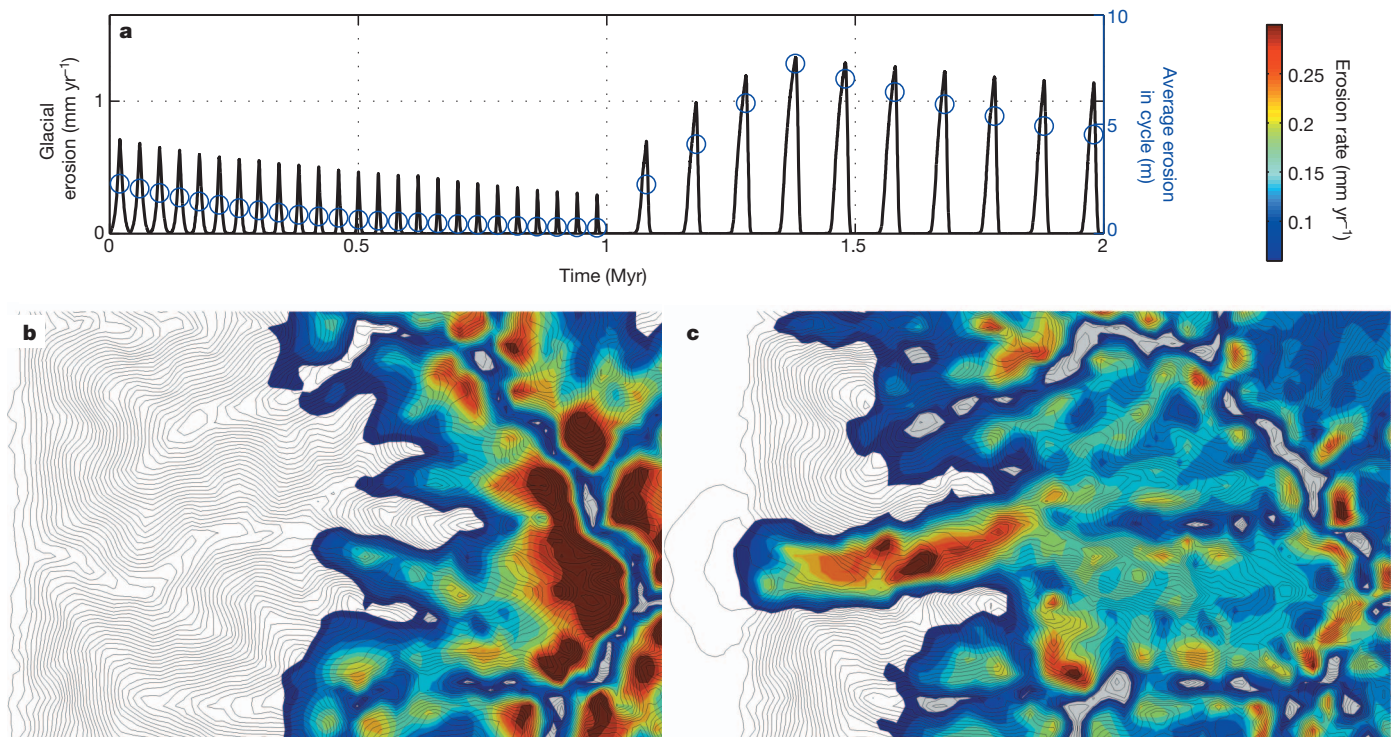 a
Glacial
erosion (mm yr⁻¹)
1
0
0
0.5
1
1.5
2
Time (Myr)
10
5
0
Average erosion
in cycle (m)
0.25
0.2
0.15
0.1
Erosion rate (mm yr⁻¹)
b
c